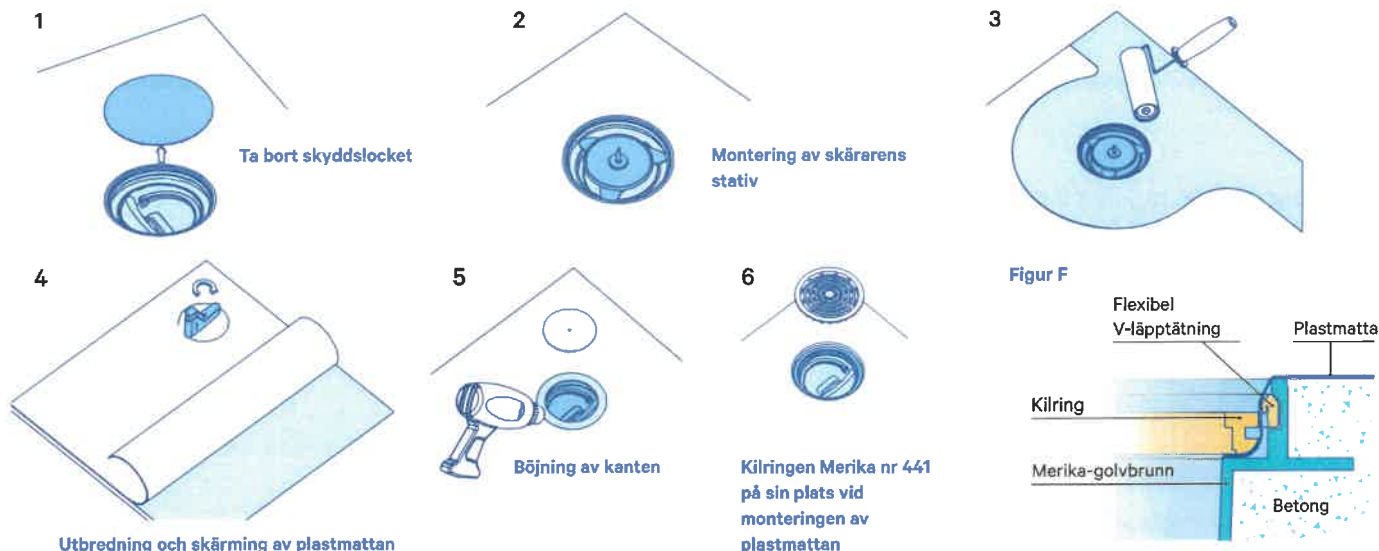 1
Ta bort skyddslocket
2
Montering av skärarens
stativ
3
4
Utbredning och skärming av plastmattan
5
Böjning av kanten
6
Kilringen Merika nr 441
på sin plats vid
monteringen av
plastmattan
Figur F
Flexibel
V-läpptätning
Plastmatta
Kilring
Merika-golvbrunn
Betong